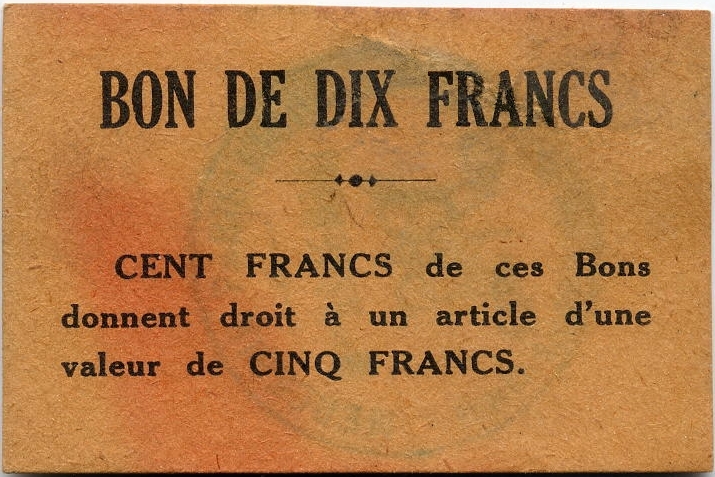 BON DE DIX FRANCS
CENT FRANCS de ces Bons
donnent droit à un article d'une
valeur de CINQ FRANCS.